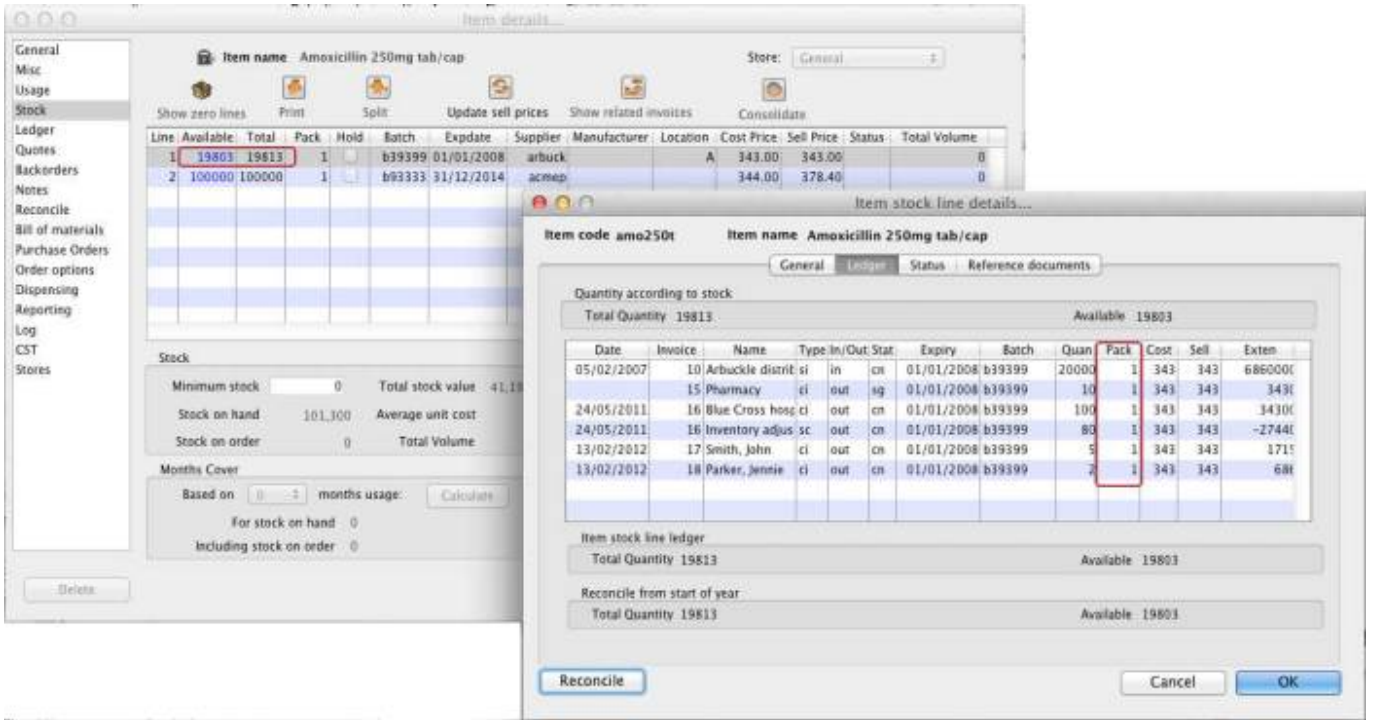 Item details...
General
Misc
Usage
Stock
Ledger
Quotes
Backorders
Notes
Reconcile
Bill of materials
Purchase Orders
Order options
Dispensing
Reporting
Log
CST
Stores
Delete
Item name Amoxicillin 250mg tab/cap
Store: General
Show zero lines Print Split Update sell prices Show related invoices Consolidate
Line Available Total Pack Hold Batch Expdate Supplier Manufacturer Location Cost Price Sell Price Status Total Volume
1 19803 19813 1 b39399 01/01/2008 arbuck A 343.00 343.00 0
2 100000 100000 1 b93333 31/12/2014 acmep 344.00 378.40 0
Stock
Minimum stock 0 Total stock value
Stock on hand Average unit cost
Stock on order 0 Total Volume
Months Cover
Based on 0 months usage: Calculate
For stock on hand 0
Including stock on order 0
Item stock line details...
Item code amo250t Item name Amoxicillin 250mg tab/cap
General Ledger Status Reference documents
Quantity according to stock
Total Quantity 19813 Available 19803
Date Invoice Name Type In/Out Stat Expiry Batch Quan Pack Cost Sell Exten
05/02/2007 10 Arbuckle distrib si in cn 01/01/2008 b39399 20000 1 343 343
15 Pharmacy ci out sg 01/01/2008 b39399 10 1 343 343
24/05/2011 16 Blue Cross hosp ci out cn 01/01/2008 b39399 100 1 343 343
24/05/2011 16 Inventory adjus sc out cn 01/01/2008 b39399 80 1 343 343
13/02/2012 17 Smith, John ci out cn 01/01/2008 b39399 5 1 343 343
13/02/2012 18 Parker, Jennie ci out cn 01/01/2008 b39399 2 1 343 343
Item stock line ledger
Total Quantity 19813 Available 19803
Reconcile from start of year
Total Quantity 19813 Available 19803
Reconcile Cancel OK